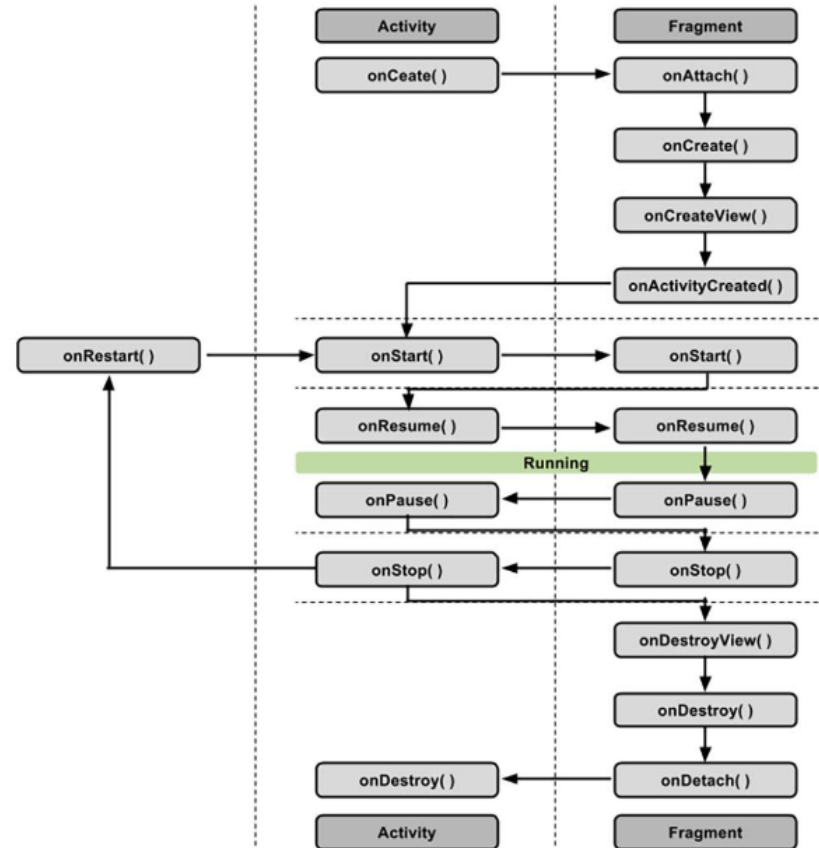 Activity Fragment
onCeate( ) onAttach( )
onCreate( )
onCreateView( )
onActivityCreated( )
onRestart( ) onStart( ) onStart( )
onResume( ) onResume( )
Running
onPause( ) onPause( )
onStop( ) onStop( )
onDestroyView( )
onDestroy( )
onDestroy( ) onDetach( )
Activity Fragment